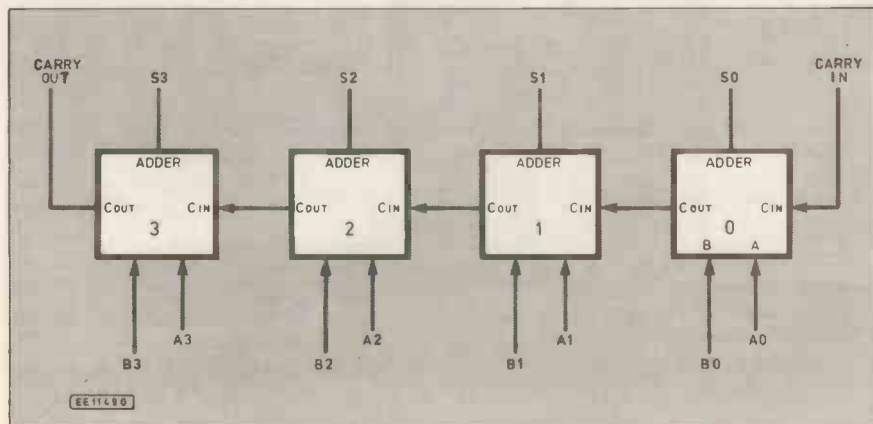 CARRY OUT
S3
S2
S1
S0
CARRY IN
ADDER
ADDER
ADDER
ADDER
COUT CIN
COUT CIN
COUT CIN
COUT CIN
3
2
1
0
B A
B3
A3
B2
A2
B1
A1
B0
A0
EE11490